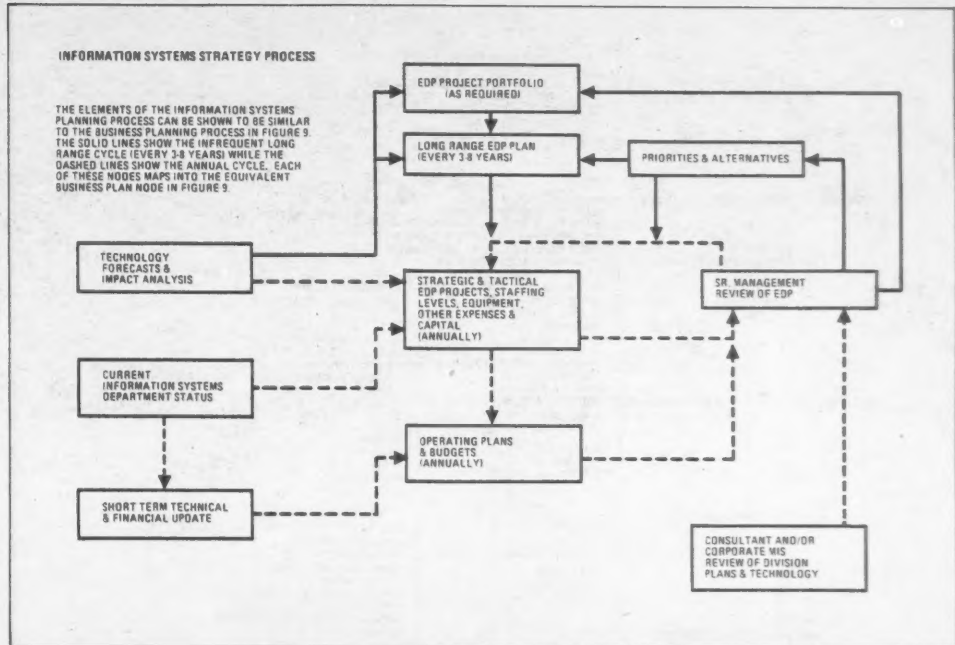 INFORMATION SYSTEMS STRATEGY PROCESS
THE ELEMENTS OF THE INFORMATION SYSTEMS
PLANNING PROCESS CAN BE SHOWN TO BE SIMILAR
TO THE BUSINESS PLANNING PROCESS IN FIGURE 9.
THE SOLID LINES SHOW THE INFREQUENT LONG
RANGE CYCLE (EVERY 3-8 YEARS) WHILE THE
DASHED LINES SHOW THE ANNUAL CYCLE. EACH
OF THESE NODES MAPS INTO THE EQUIVALENT
BUSINESS PLAN NODE IN FIGURE 9.
EDP PROJECT PORTFOLIO
(AS REQUIRED)
LONG RANGE EDP PLAN
(EVERY 3-8 YEARS)
PRIORITIES & ALTERNATIVES
TECHNOLOGY
FORECASTS &
IMPACT ANALYSIS
STRATEGIC & TACTICAL
EDP PROJECTS, STAFFING
LEVELS, EQUIPMENT,
OTHER EXPENSES &
CAPITAL
(ANNUALLY)
SR. MANAGEMENT
REVIEW OF EDP
CURRENT
INFORMATION SYSTEMS
DEPARTMENT STATUS
OPERATING PLANS
& BUDGETS
(ANNUALLY)
SHORT TERM TECHNICAL
& FINANCIAL UPDATE
CONSULTANT AND/OR
CORPORATE MIS
REVIEW OF DIVISION
PLANS & TECHNOLOGY